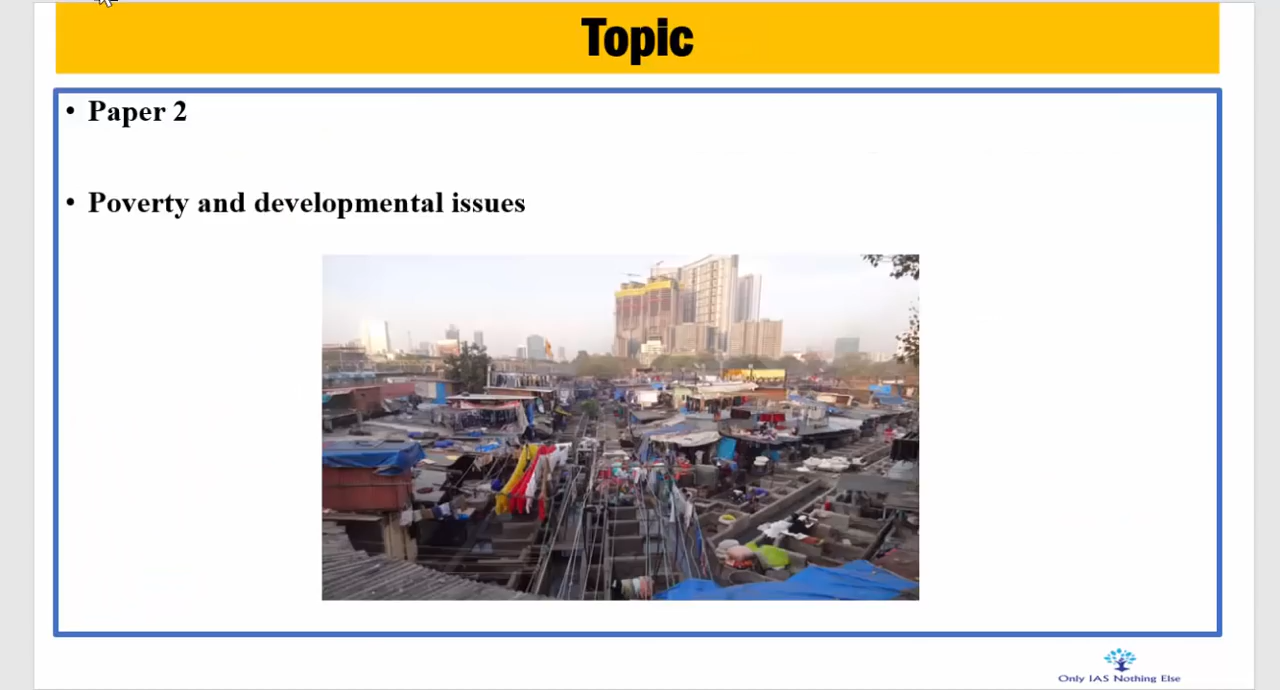 Topic
• Paper 2
• Poverty and developmental issues
Only IAS Nothing Else